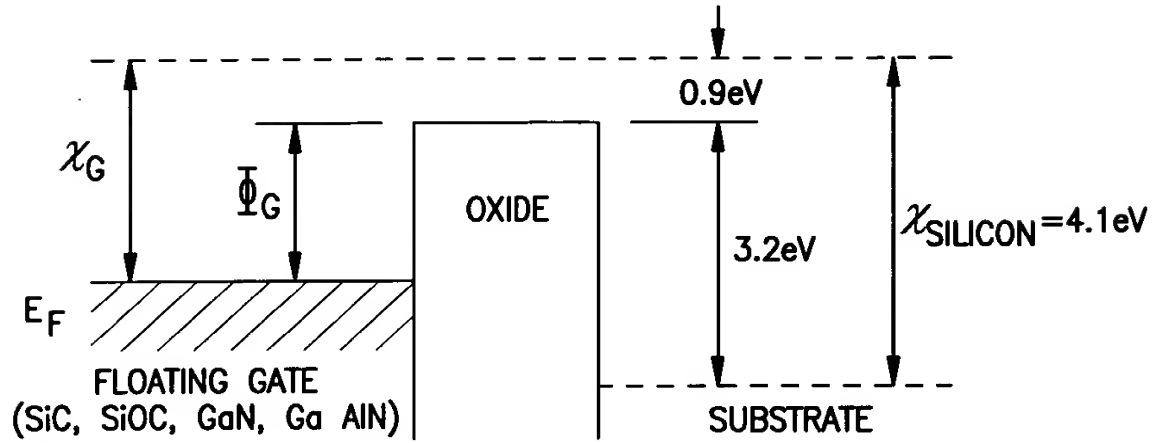 0.9eV
χG
ΦG
OXIDE
3.2eV
χSILICON=4.1eV
EF
FLOATING GATE
(SiC, SiOC, GaN, Ga AlN)
SUBSTRATE